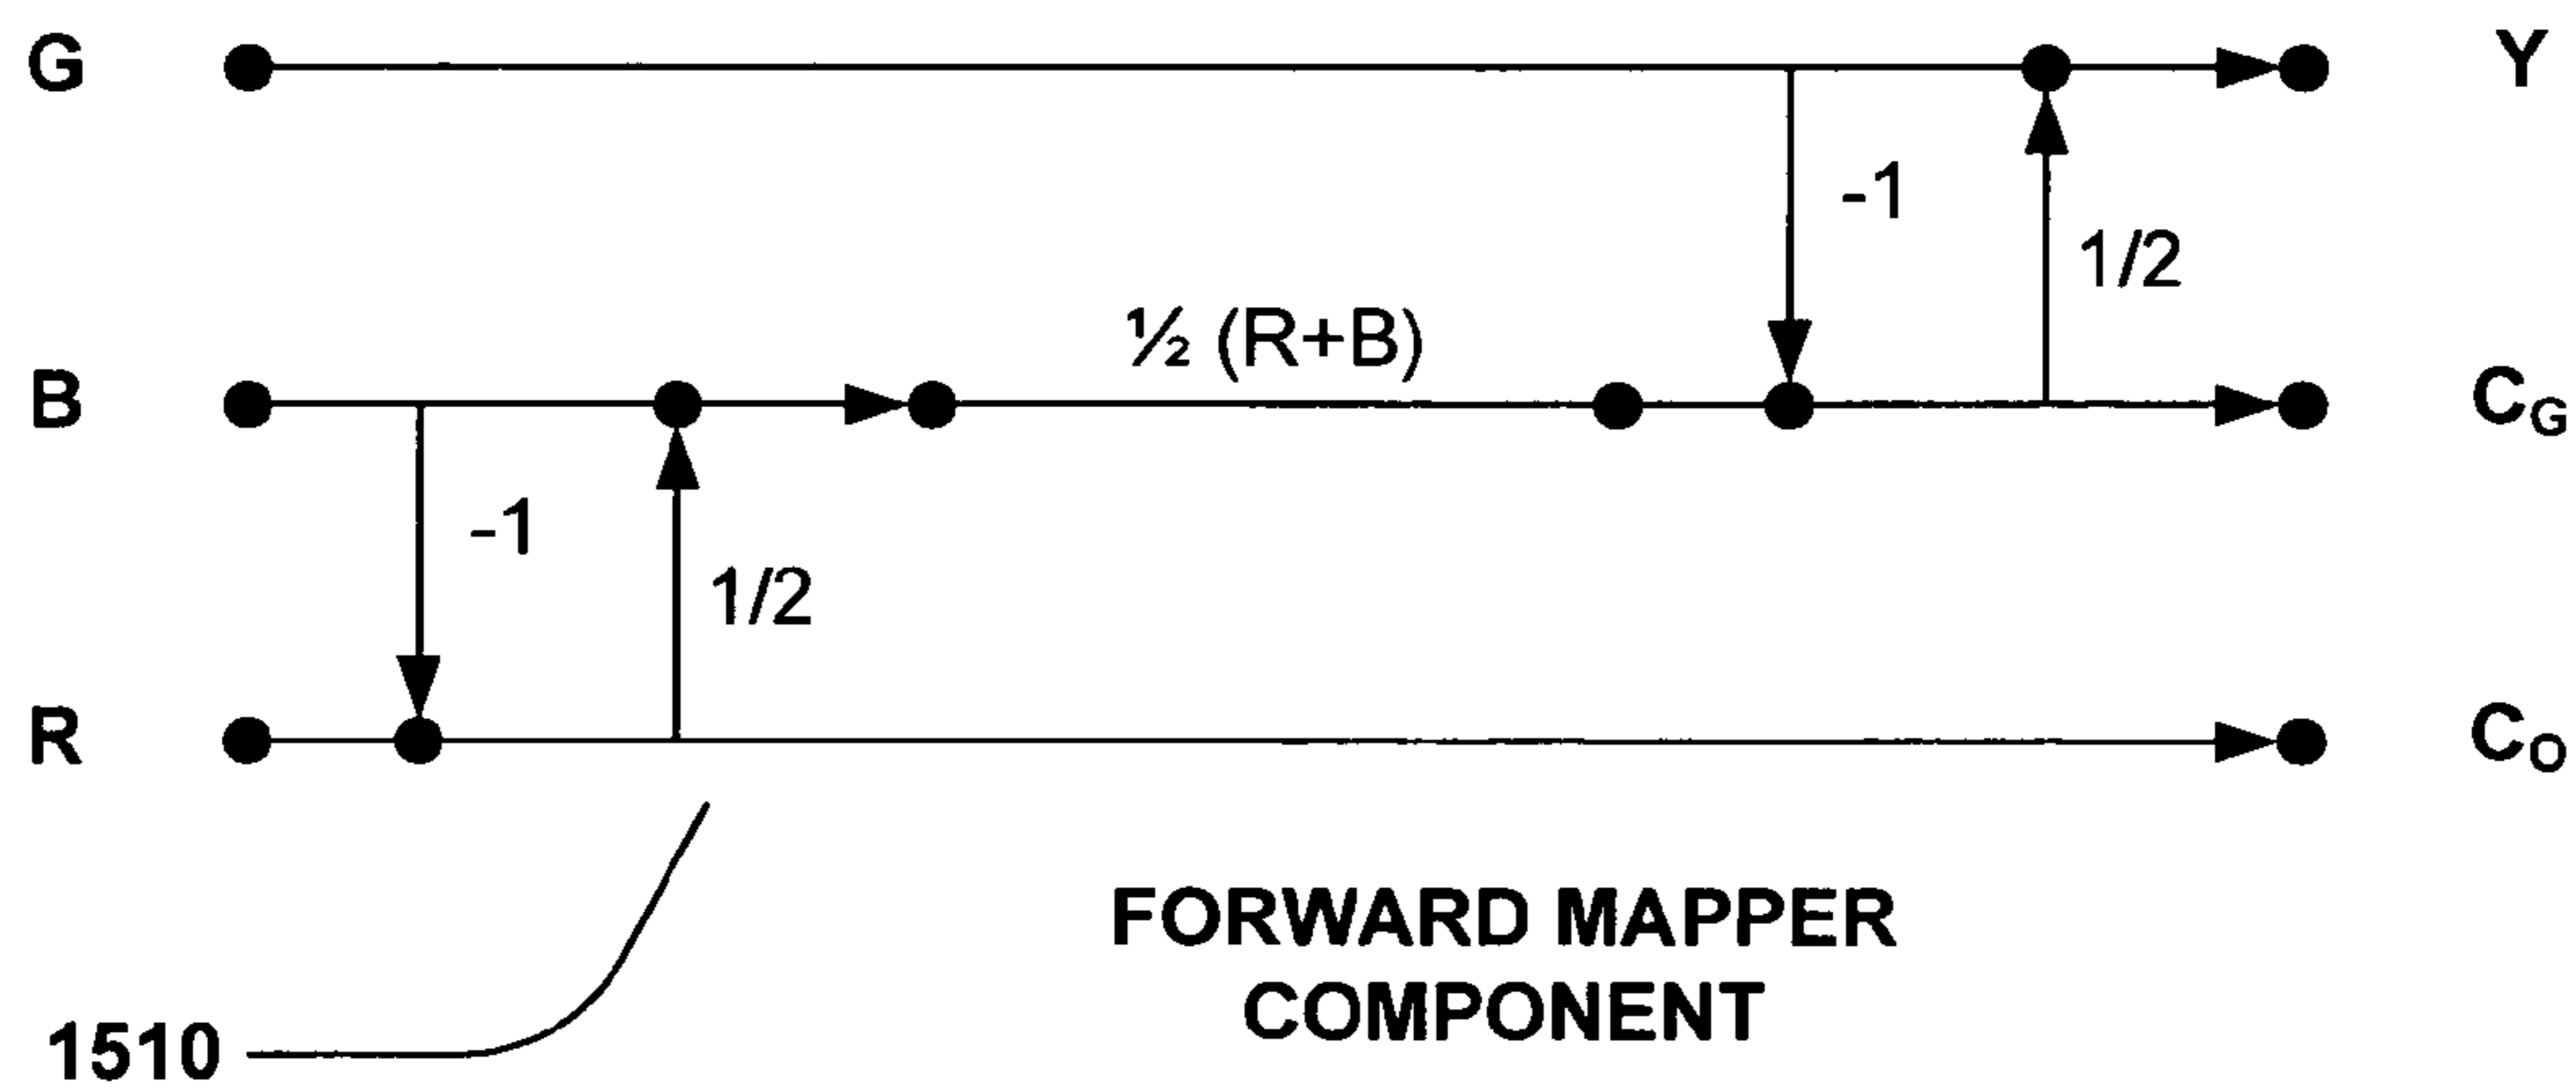 G Y
-1
1/2
½ (R+B)
B C_G
-1
1/2
R C_O
FORWARD MAPPER
COMPONENT
1510